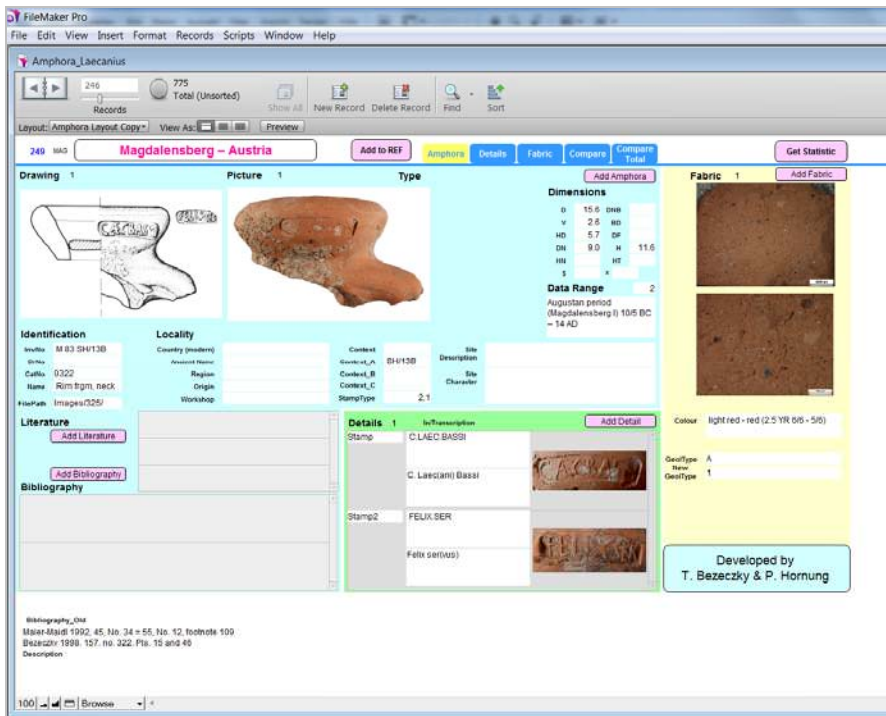 FileMaker Pro
File Edit View Insert Format Records Scripts Window Help
Amphora_Laecanius
246
Records
775
Total (Unsorted)
Show All
New Record
Delete Record
Find
Sort
Layout: Amphora Layout Copy
View As:
Preview
249 MAG
Magdalensberg – Austria
Add to REF
Amphora
Details
Fabric
Compare
Compare Total
Get Statistic
Drawing 1
Picture 1
Type
Add Amphora
Dimensions
D 15.6 DNB
V 2.6 BD
HD 5.7 DF
DN 9.0 H 11.6
HN HT
$ x
Data Range 2
Augustan period
(Magdalensberg I) 10/5 BC
– 14 AD
Fabric 1
Add Fabric
Identification
InvNo M 83 SH/13B
CatNo 0322
Name Rim frgm, neck
FilePath Images/325/
Locality
Country (modern)
Ancient Name
Region
Origin
Workshop
Context
Context_A SH/13B
Context_B
Context_C
StampType 2,1
Site
Description
Site
Character
Literature
Add Literature
Add Bibliography
Bibliography
Details 1
InTranscription
Add Detail
Stamp
C.LAEC.BASSI
C. Laec(ani) Bassi
Stamp2
FELIX.SER
Felix ser(vus)
Colour light red - red (2.5 YR 6/6 - 5/6)
GeolType A
New
GeolType 1
Developed by
T. Bezeczky & P. Hornung
Bibliography_Old
Maier-Maidl 1992, 45, No. 34 = 55, No. 12, footnote 109
Bezeczky 1998. 157. no. 322. Pls. 15 and 46
Description
100
Browse